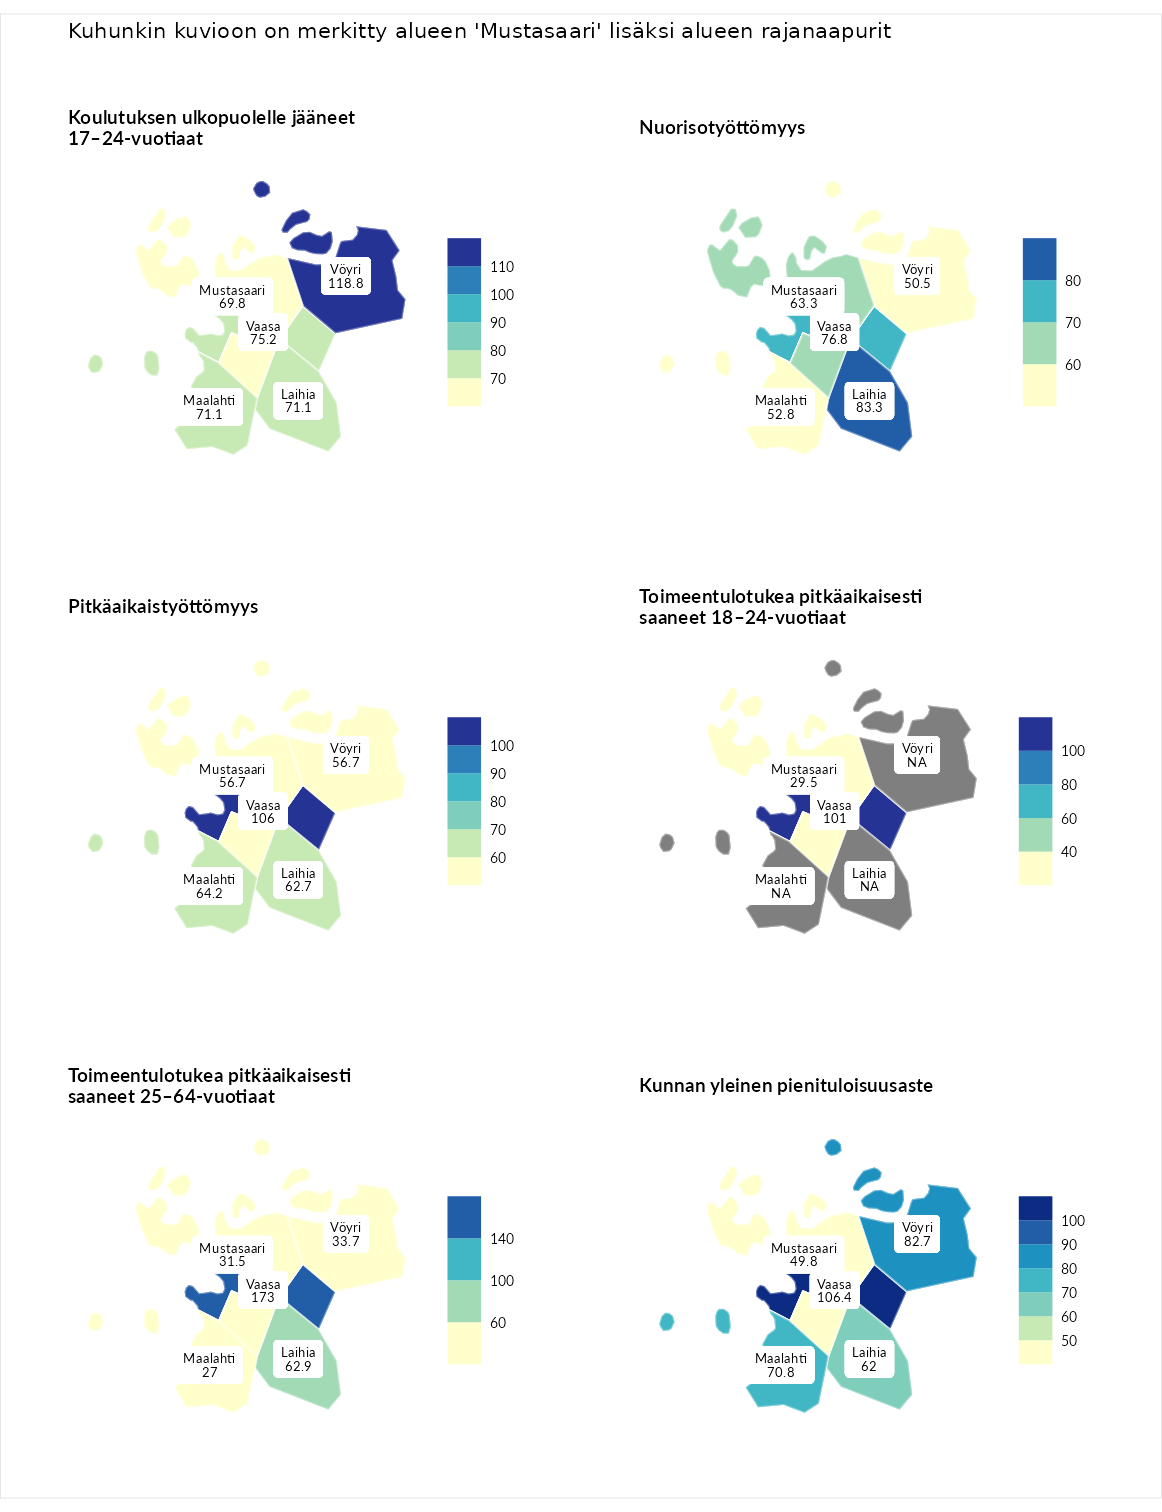 Kuhunkin kuvioon on merkitty alueen 'Mustasaari' lisäksi alueen rajanaapurit
Koulutuksen ulkopuolelle jääneet
17–24-vuotiaat
Vöyri
118.8
Mustasaari
69.8
Vaasa
75.2
Maalahti
71.1
Laihia
71.1
110
100
90
80
70
Nuorisotyöttömyys
Vöyri
50.5
Mustasaari
63.3
Vaasa
76.8
Maalahti
52.8
Laihia
83.3
80
70
60
Pitkäaikaistyöttömyys
Vöyri
56.7
Mustasaari
56.7
Vaasa
106
Maalahti
64.2
Laihia
62.7
100
90
80
70
60
Toimeentulotukea pitkäaikaisesti
saaneet 18–24-vuotiaat
Vöyri
NA
Mustasaari
29.5
Vaasa
101
Maalahti
NA
Laihia
NA
100
80
60
40
Toimeentulotukea pitkäaikaisesti
saaneet 25–64-vuotiaat
Vöyri
33.7
Mustasaari
31.5
Vaasa
173
Maalahti
27
Laihia
62.9
140
100
60
Kunnan yleinen pienituloisuusaste
Vöyri
82.7
Mustasaari
49.8
Vaasa
106.4
Maalahti
70.8
Laihia
62
100
90
80
70
60
50